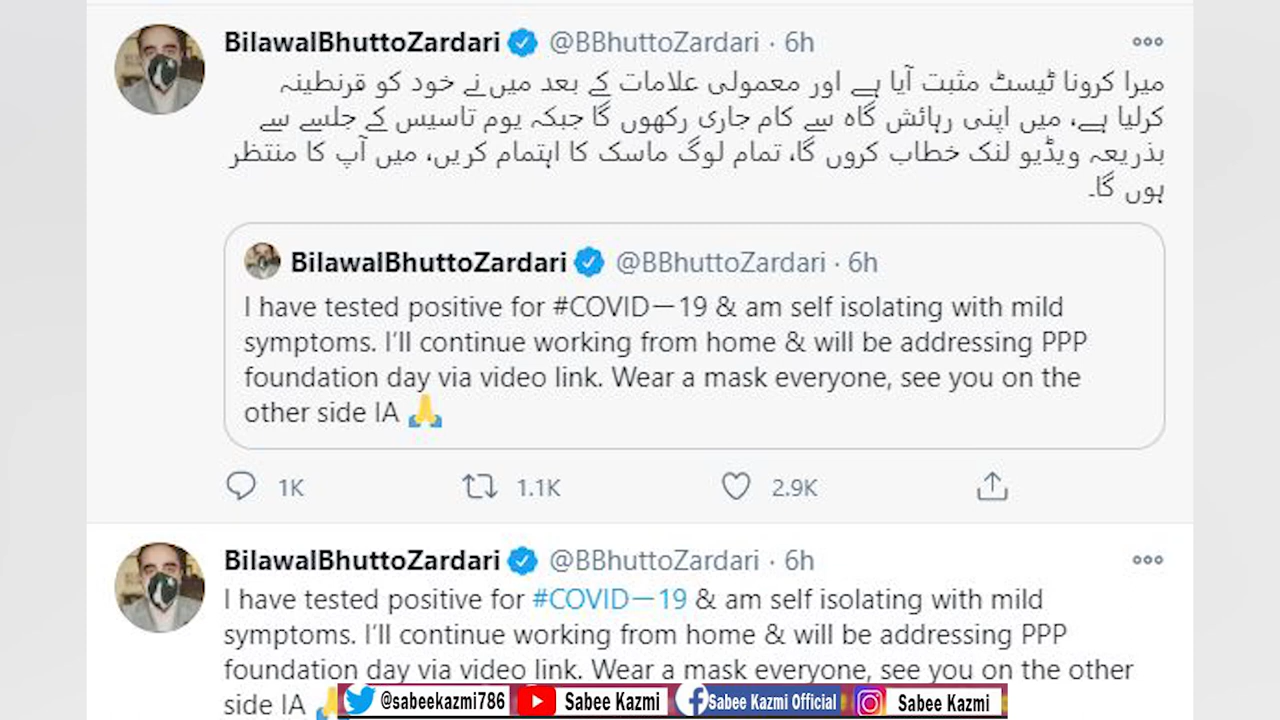 BilawalBhuttoZardari @BBhuttoZardari · 6h
میرا کرونا ٹیسٹ مثبت آیا ہے اور معمولی علامات کے بعد میں نے خود کو قرنطینہ
کرلیا ہے، میں اپنی رہائش گاہ سے کام جاری رکھوں گا جبکہ یوم تاسیس کے جلسے سے
بذریعہ ویڈیو لنک خطاب کروں گا، تمام لوگ ماسک کا اہتمام کریں، میں آپ کا منتظر
ہوں گا۔
BilawalBhuttoZardari @BBhuttoZardari · 6h
I have tested positive for #COVID—19 & am self isolating with mild
symptoms. I'll continue working from home & will be addressing PPP
foundation day via video link. Wear a mask everyone, see you on the
other side IA 🙏
1K 1.1K 2.9K
BilawalBhuttoZardari @BBhuttoZardari · 6h
I have tested positive for #COVID—19 & am self isolating with mild
symptoms. I'll continue working from home & will be addressing PPP
foundation day via video link. Wear a mask everyone, see you on the other
side IA 🙏
@sabeekazmi786 Sabee Kazmi Sabee Kazmi Official Sabee Kazmi